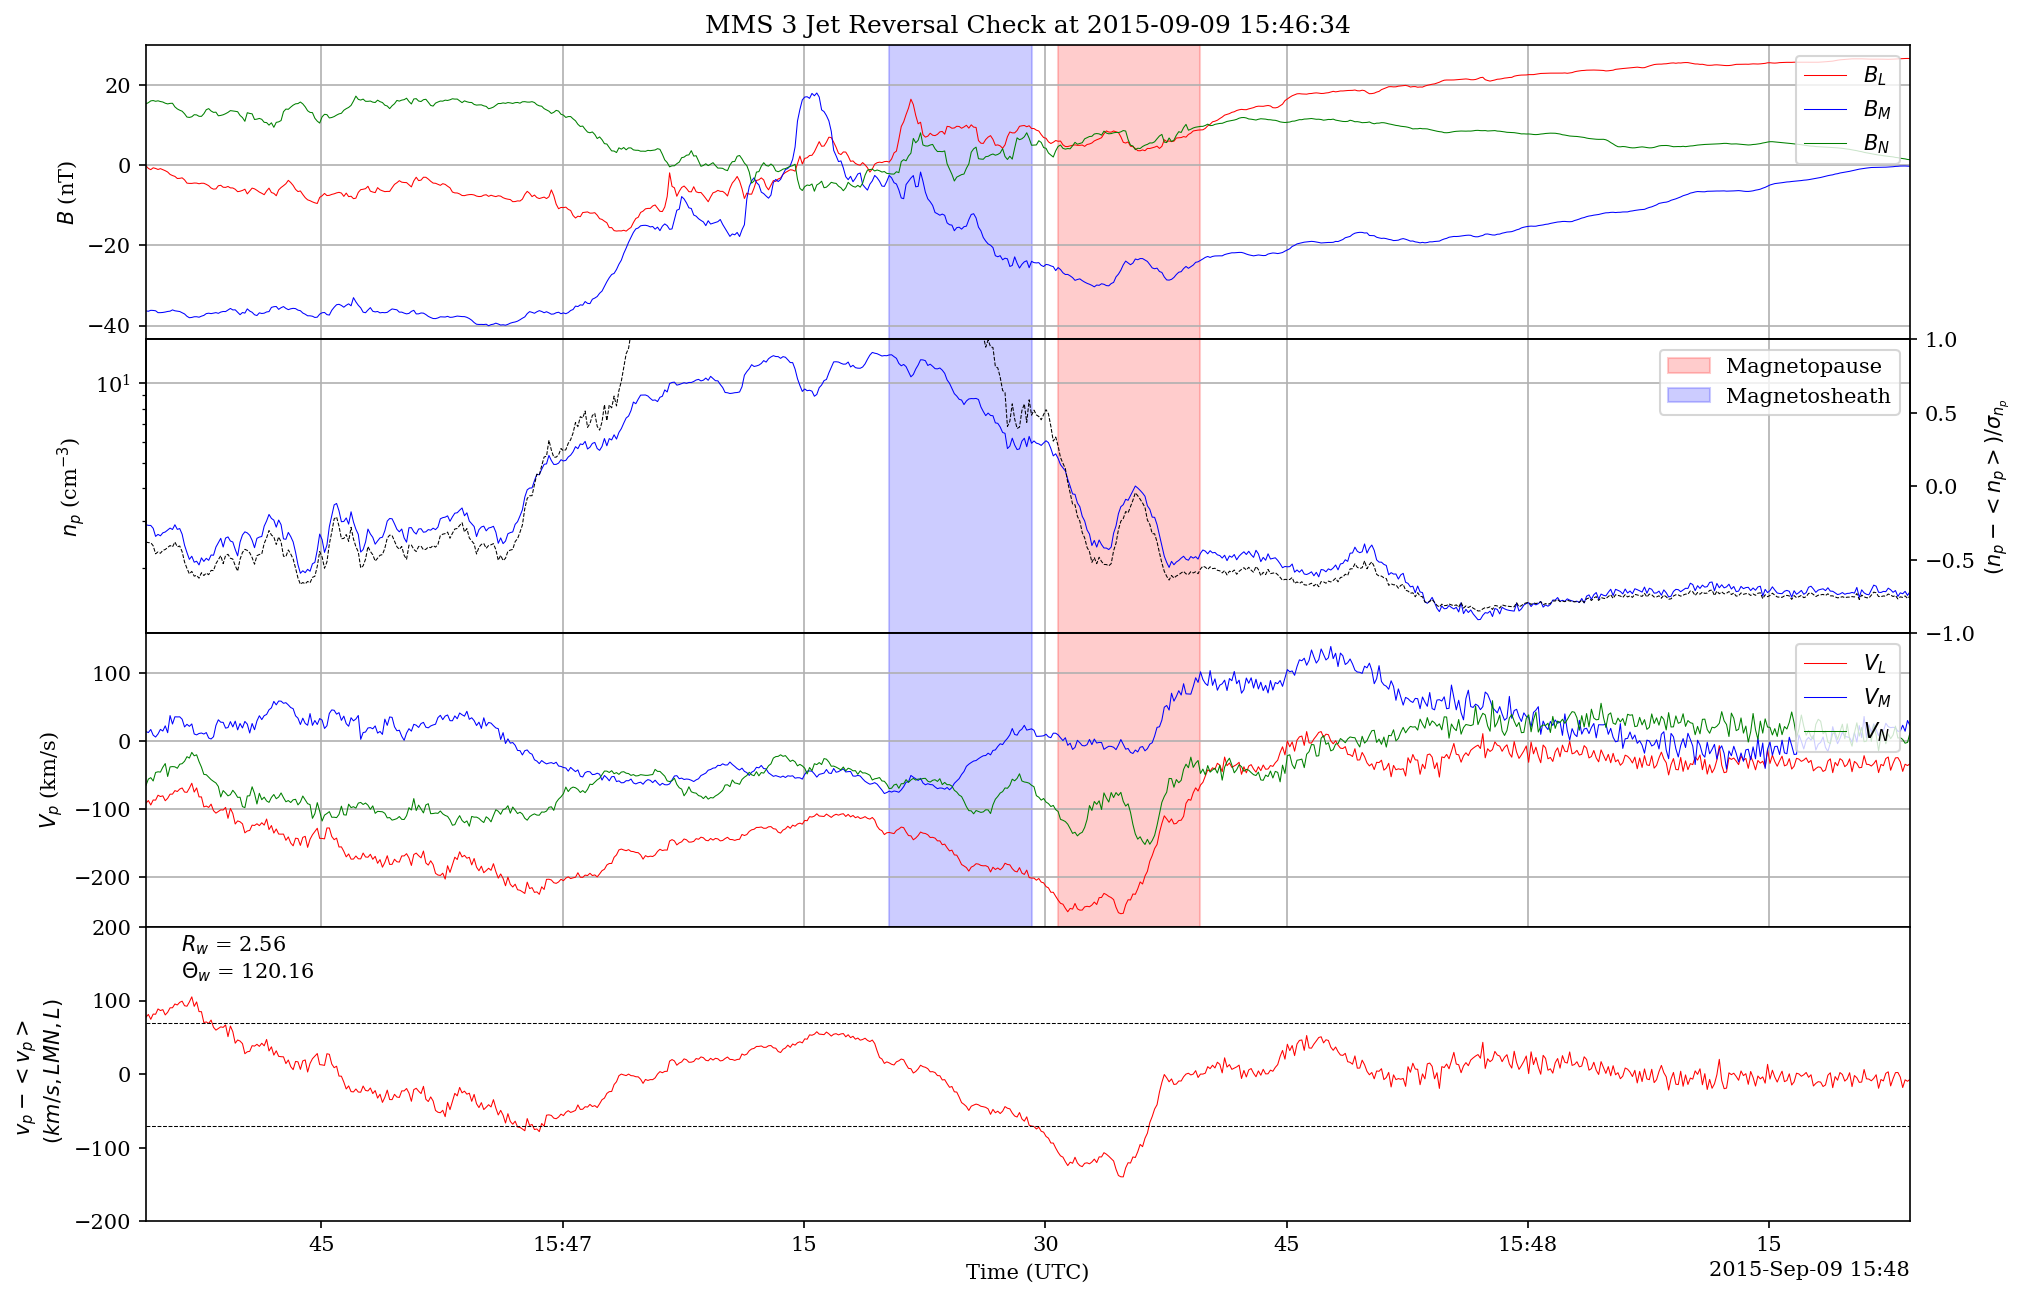 MMS 3 Jet Reversal Check at 2015-09-09 15:46:34
20
0
−20
−40
B (nT)
B_L
B_M
B_N
10^1
n_p (cm^{−3})
1.0
0.5
0.0
−0.5
−1.0
(n_p − < n_p >)/σ_{n_p}
Magnetopause
Magnetosheath
100
0
−100
−200
V_p (km/s)
V_L
V_M
V_N
200
100
0
−100
−200
v_p − < v_p >
(km/s, LMN, L)
R_w = 2.56
Θ_w = 120.16
45
15:47
15
30
45
15:48
15
Time (UTC)
2015-Sep-09 15:48